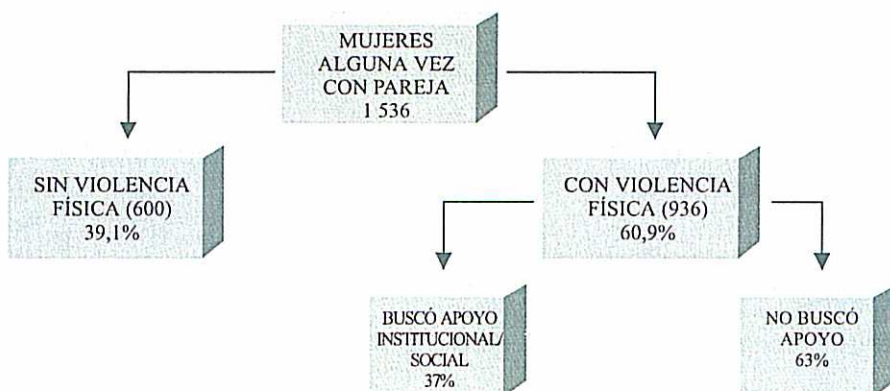 MUJERES
ALGUNA VEZ
CON PAREJA
1 536
SIN VIOLENCIA
FÍSICA (600)
39,1%
CON VIOLENCIA
FÍSICA (936)
60,9%
BUSCÓ APOYO
INSTITUCIONAL/
SOCIAL
37%
NO BUSCÓ
APOYO
63%